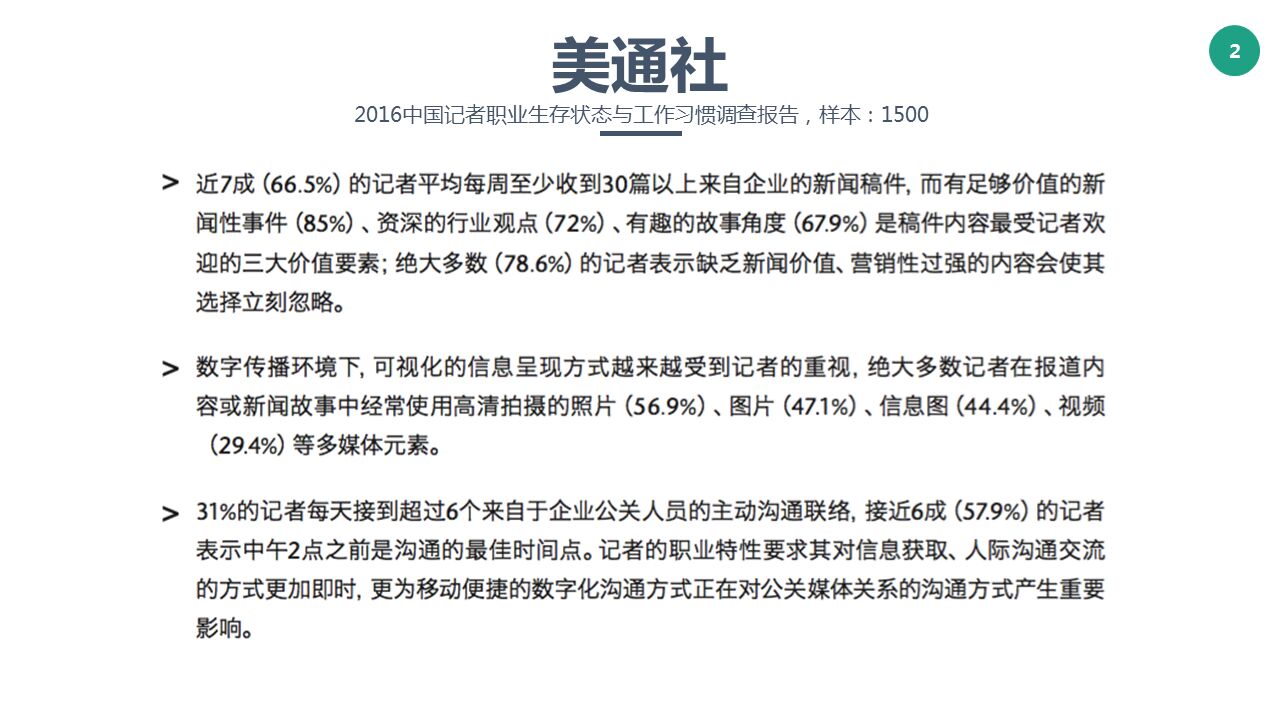 美通社
2
2016中国记者职业生存状态与工作习惯调查报告，样本：1500
> 近7成（66.5%）的记者平均每周至少收到30篇以上来自企业的新闻稿件, 而有足够价值的新
闻性事件（85%）、资深的行业观点（72%）、有趣的故事角度（67.9%）是稿件内容最受记者欢
迎的三大价值要素; 绝大多数（78.6%）的记者表示缺乏新闻价值、营销性过强的内容会使其
选择立刻忽略。
> 数字传播环境下, 可视化的信息呈现方式越来越受到记者的重视, 绝大多数记者在报道内
容或新闻故事中经常使用高清拍摄的照片（56.9%）、图片（47.1%）、信息图（44.4%）、视频
（29.4%）等多媒体元素。
> 31%的记者每天接到超过6个来自于企业公关人员的主动沟通联络, 接近6成（57.9%）的记者
表示中午2点之前是沟通的最佳时间点。记者的职业特性要求其对信息获取、人际沟通交流
的方式更加即时, 更为移动便捷的数字化沟通方式正在对公关媒体关系的沟通方式产生重要
影响。